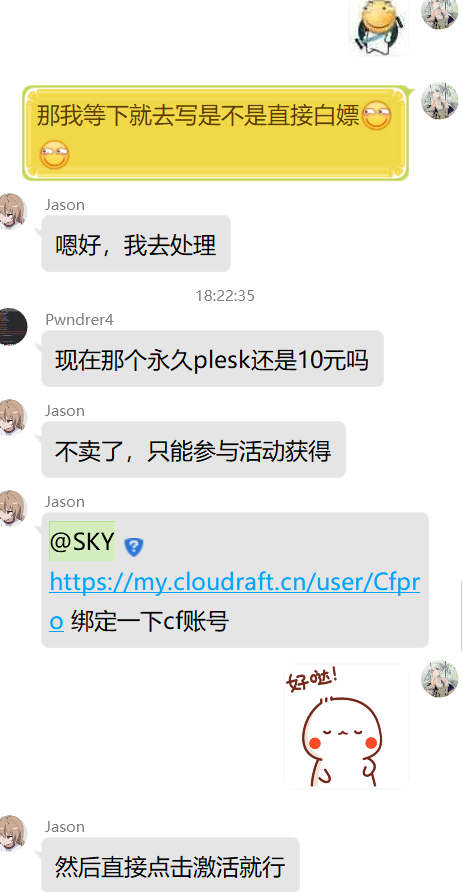 那我等下就去写是不是直接白嫖
Jason
嗯好，我去处理
18:22:35
Pwndrer4
现在那个永久plesk还是10元吗
Jason
不卖了，只能参与活动获得
Jason
@SKY
https://my.cloudraft.cn/user/Cfpr
o 绑定一下cf账号
好哒!
Jason
然后直接点击激活就行